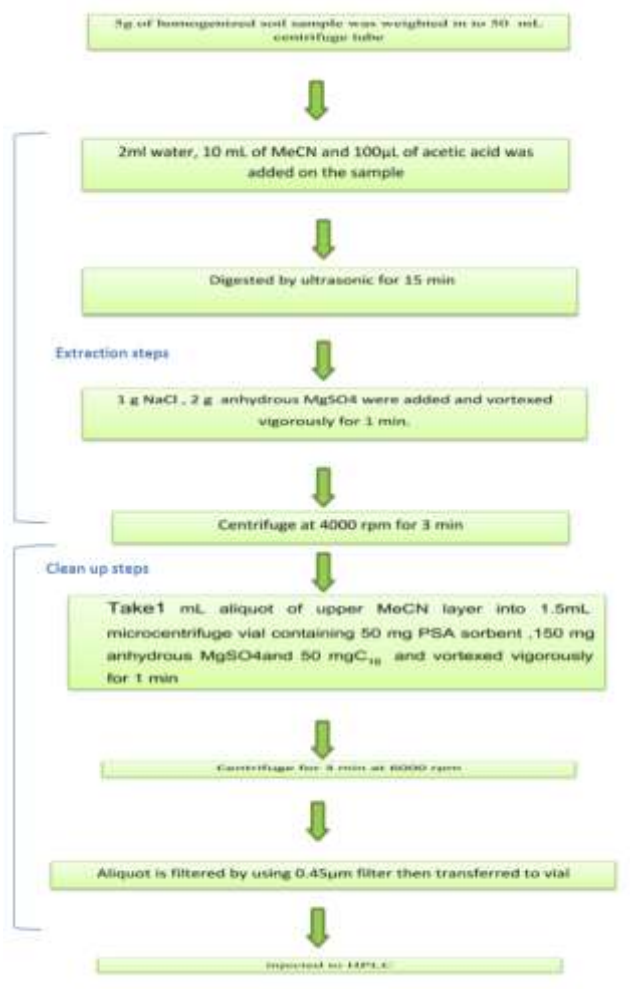 5g of homogenized soil sample was weighted in to 50 mL
centrifuge tube
2ml water, 10 mL of MeCN and 100µL of acetic acid was
added on the sample
Digested by ultrasonic for 15 min
Extraction steps
1 g NaCl , 2 g anhydrous MgSO4 were added and vortexed
vigorously for 1 min.
Centrifuge at 4000 rpm for 3 min
Clean up steps
Take1 mL aliquot of upper MeCN layer into 1.5mL
microcentrifuge vial containing 50 mg PSA sorbent ,150 mg
anhydrous MgSO4and 50 mgC18 and vortexed vigorously
for 1 min
Centrifuge for min at 6000 rpm
Aliquot is filtered by using 0.45µm filter then transferred to vial
Injected to HPLC